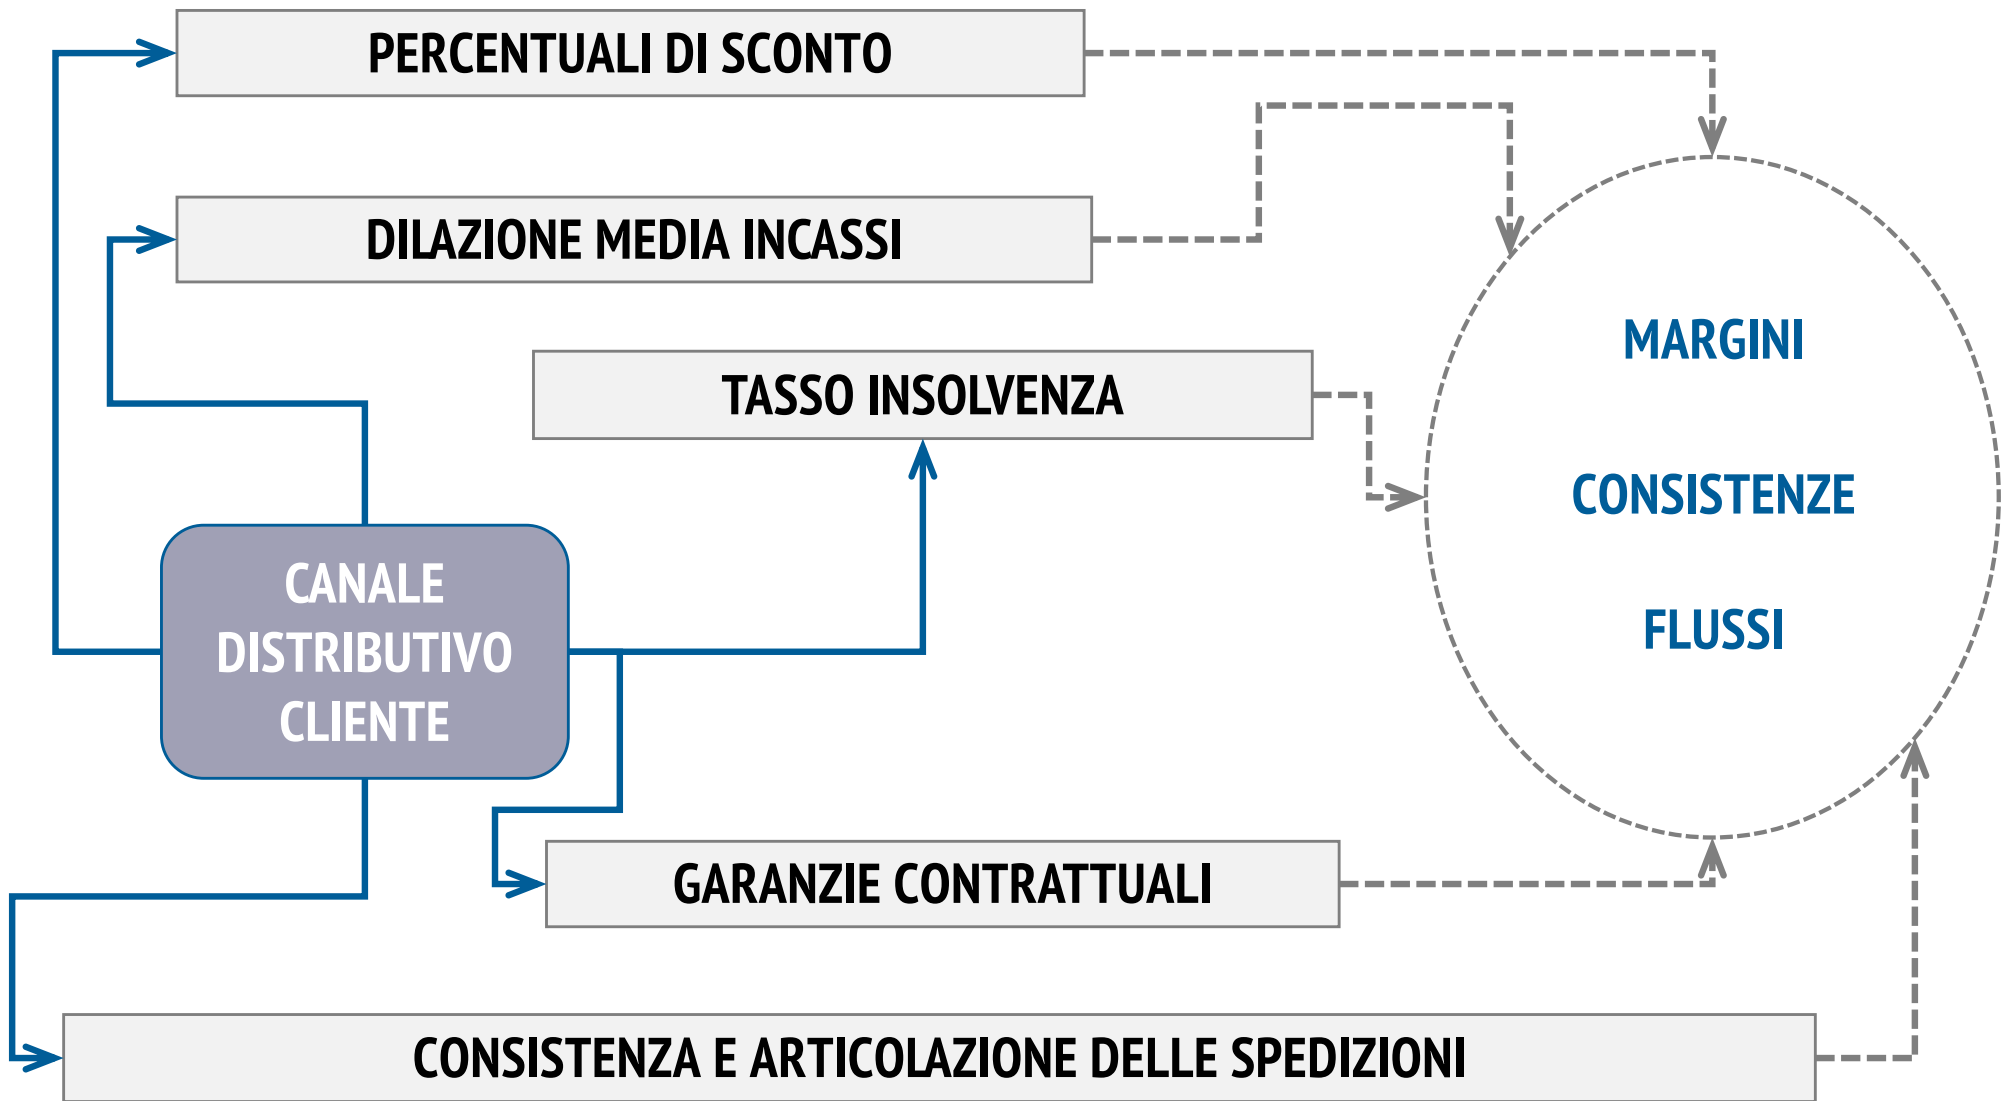 PERCENTUALI DI SCONTO
DILAZIONE MEDIA INCASSI
TASSO INSOLVENZA
MARGINI
CONSISTENZE
FLUSSI
CANALE
DISTRIBUTIVO
CLIENTE
GARANZIE CONTRATTUALI
CONSISTENZA E ARTICOLAZIONE DELLE SPEDIZIONI